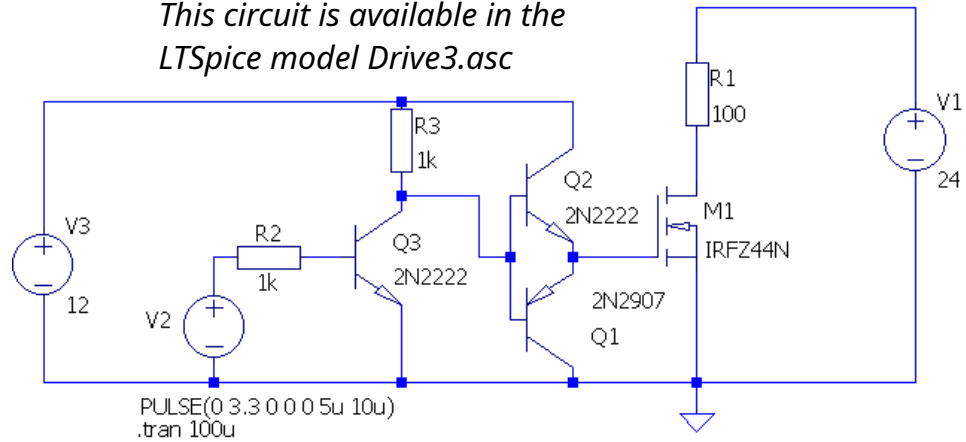 This circuit is available in the
LTSpice model Drive3.asc
R1
100
V1
24
R3
1k
Q2
2N2222
M1
IRFZ44N
V3
12
R2
1k
Q3
2N2222
V2
2N2907
Q1
PULSE(0 3.3 0 0 0 5u 10u)
.tran 100u